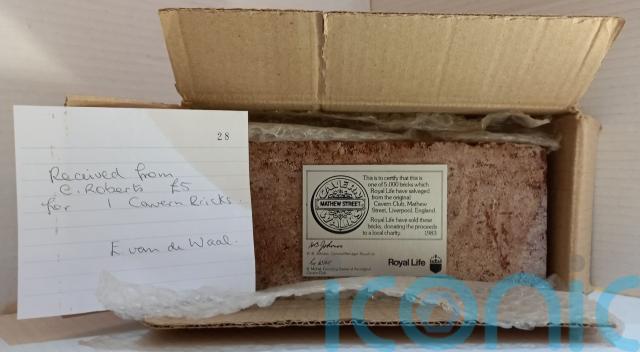 28
Received from
C. Roberts £5
for 1 Cavern Bricks.
E van de Waal.
CAVERN
MATHEW STREET
WALKS
This is to certify that this
is one of 5,000 bricks which
Royal Life have salvaged
from the original
Cavern Club, Mathew
Street, Liverpool, England.
Royal Life have sold these
bricks, donating the proceeds
to a local charity. 1983
Royal Life
iconic